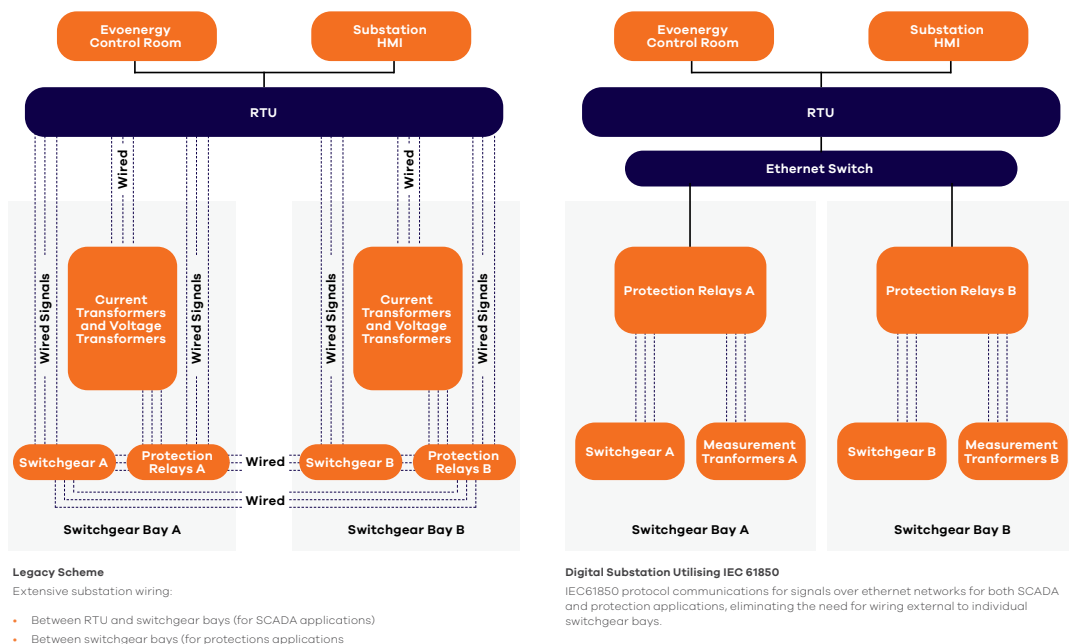 Evoenergy
Control Room
Substation
HMI
RTU
Wired
Wired
Wired Signals
Current
Transformers
and Voltage
Transformers
Wired Signals
Wired Signals
Current
Transformers
and Voltage
Transformers
Wired Signals
Switchgear A
Protection
Relays A
Wired
Switchgear B
Protection
Relays B
Wired
Switchgear Bay A
Switchgear Bay B
Legacy Scheme
Extensive substation wiring:
• Between RTU and switchgear bays (for SCADA applications)
• Between switchgear bays (for protections applications
Evoenergy
Control Room
Substation
HMI
RTU
Ethernet Switch
Protection Relays A
Protection Relays B
Switchgear A
Measurement
Tranformers A
Switchgear B
Measurement
Tranformers B
Switchgear Bay A
Switchgear Bay B
Digital Substation Utilising IEC 61850
IEC61850 protocol communications for signals over ethernet networks for both SCADA
and protection applications, eliminating the need for wiring external to individual
switchgear bays.